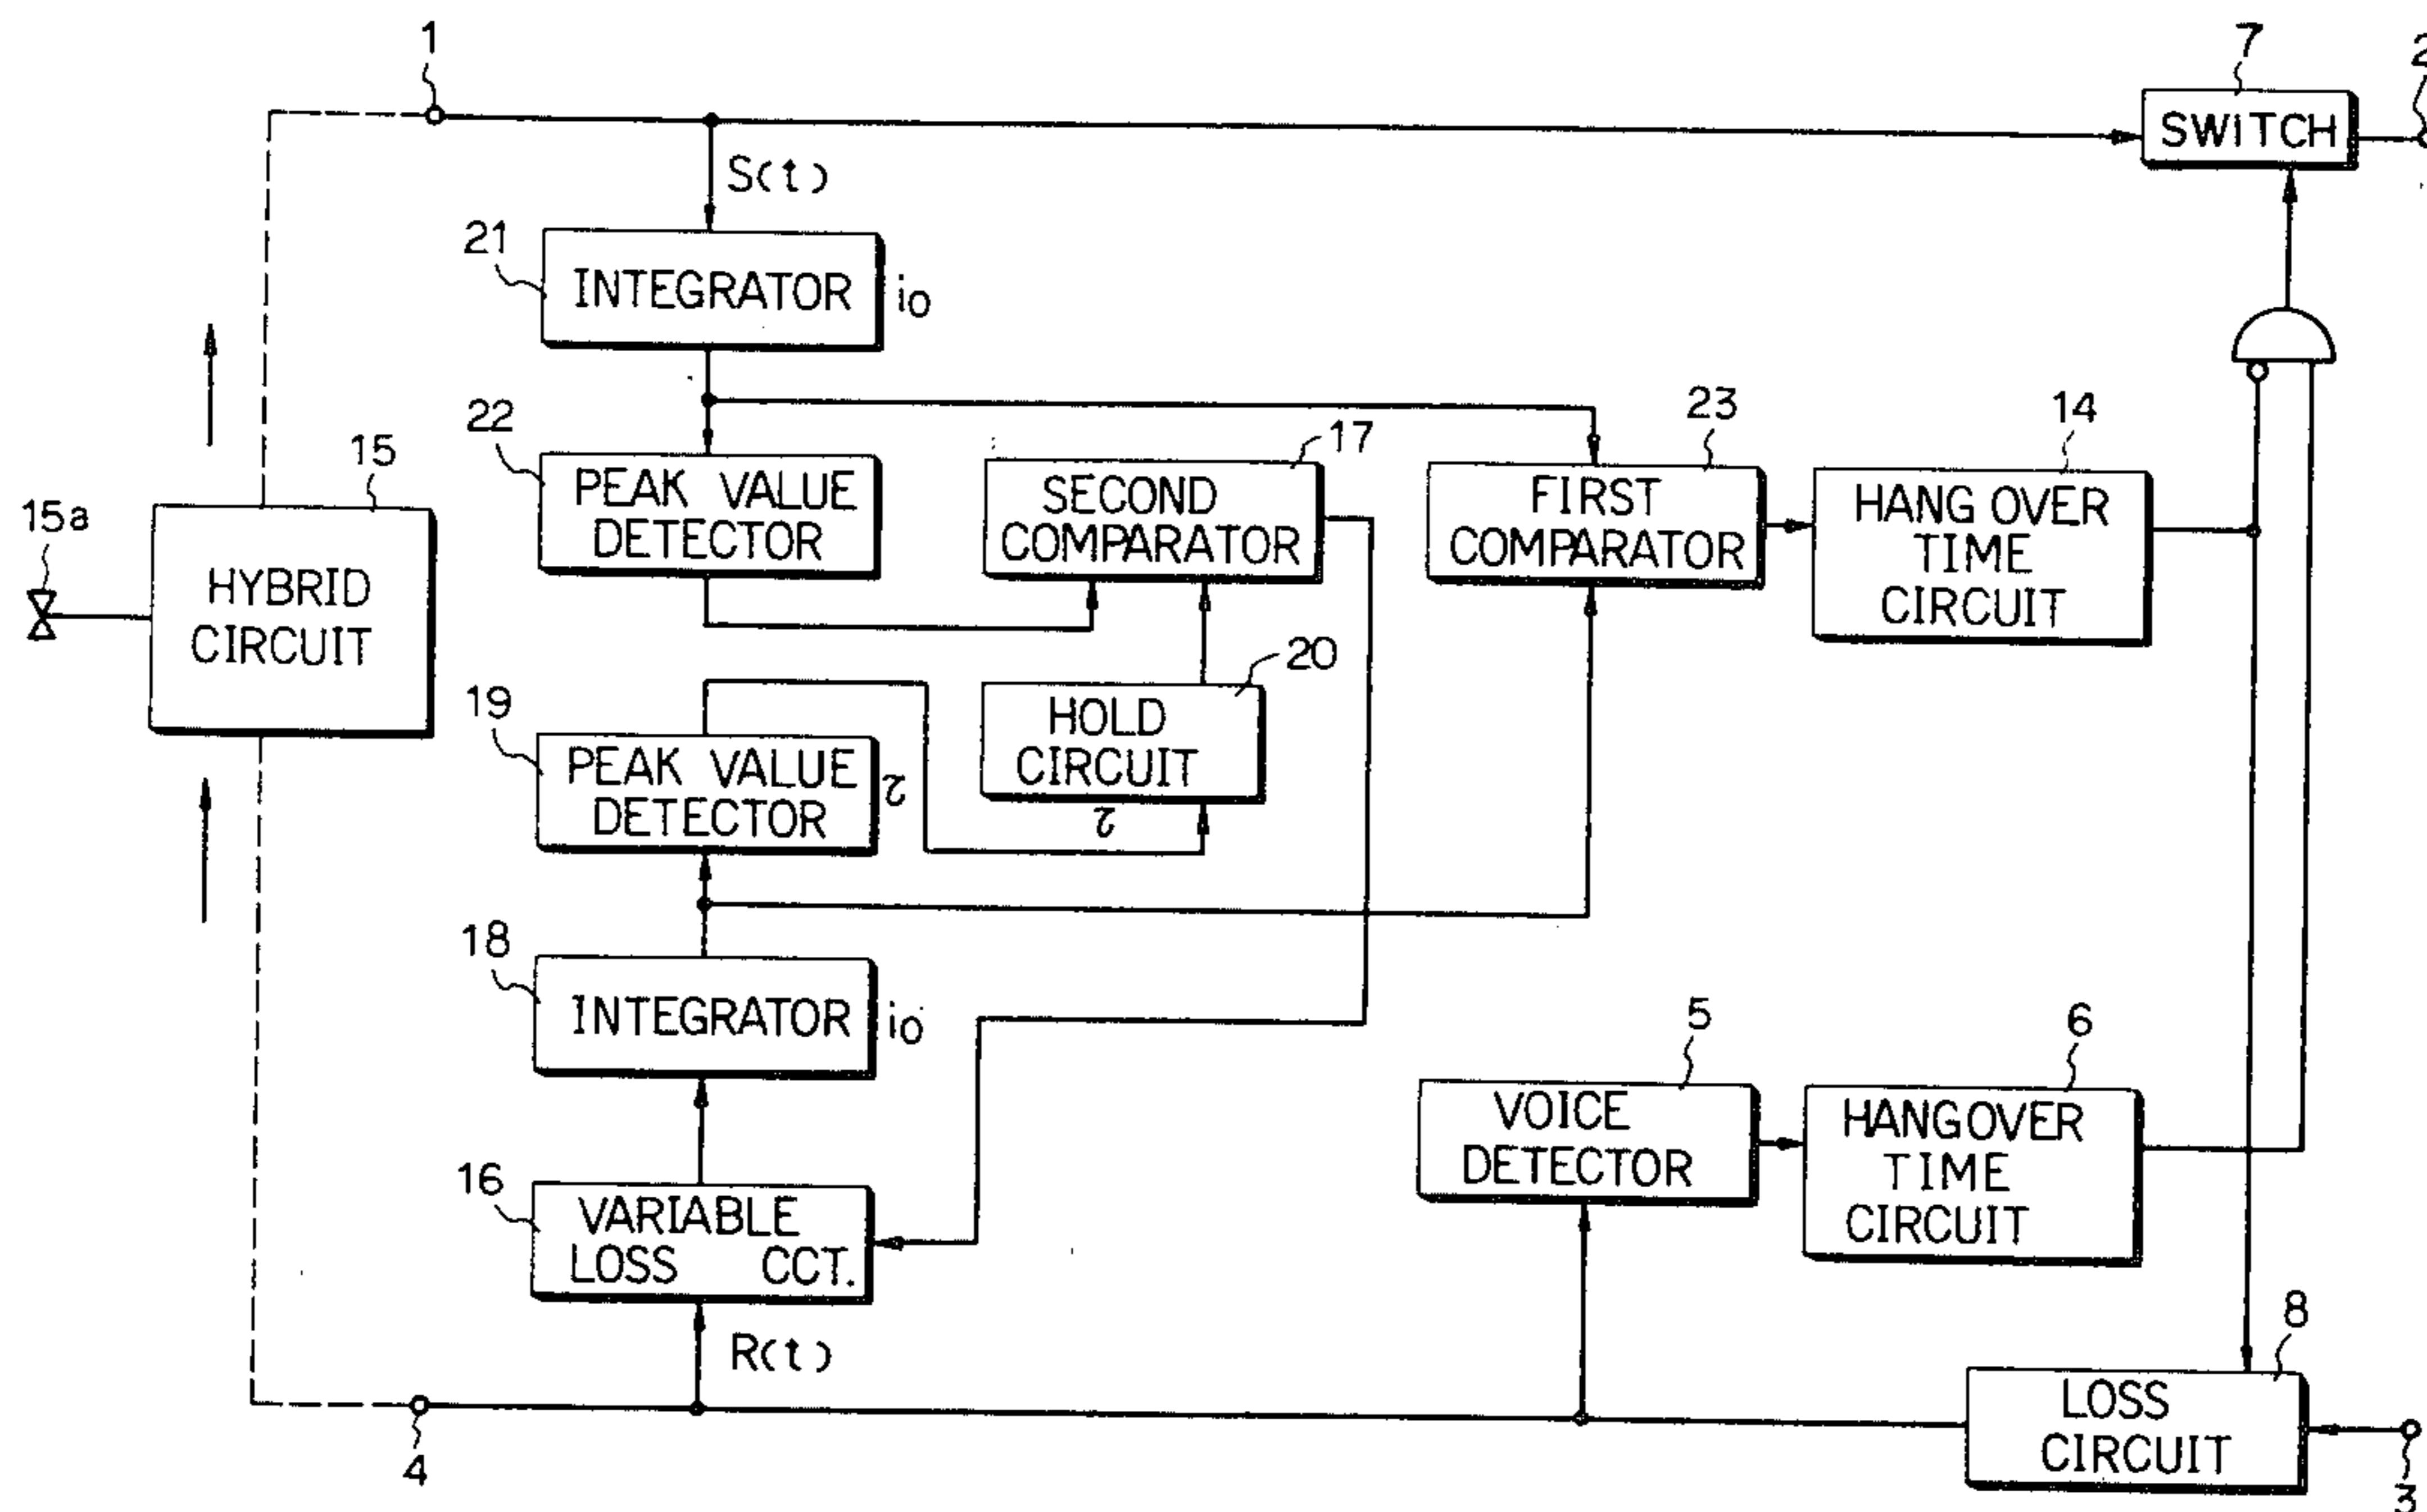 1
7
2
SWITCH
S(t)
21
INTEGRATOR
i0
22
PEAK VALUE
DETECTOR
17
SECOND
COMPARATOR
23
FIRST
COMPARATOR
14
HANG OVER
TIME
CIRCUIT
15
15a
HYBRID
CIRCUIT
20
HOLD
CIRCUIT
τ
19
PEAK VALUE
DETECTOR
τ
18
INTEGRATOR
i0
5
VOICE
DETECTOR
6
HANGOVER
TIME
CIRCUIT
16
VARIABLE
LOSS CCT.
R(t)
8
LOSS
CIRCUIT
4
3